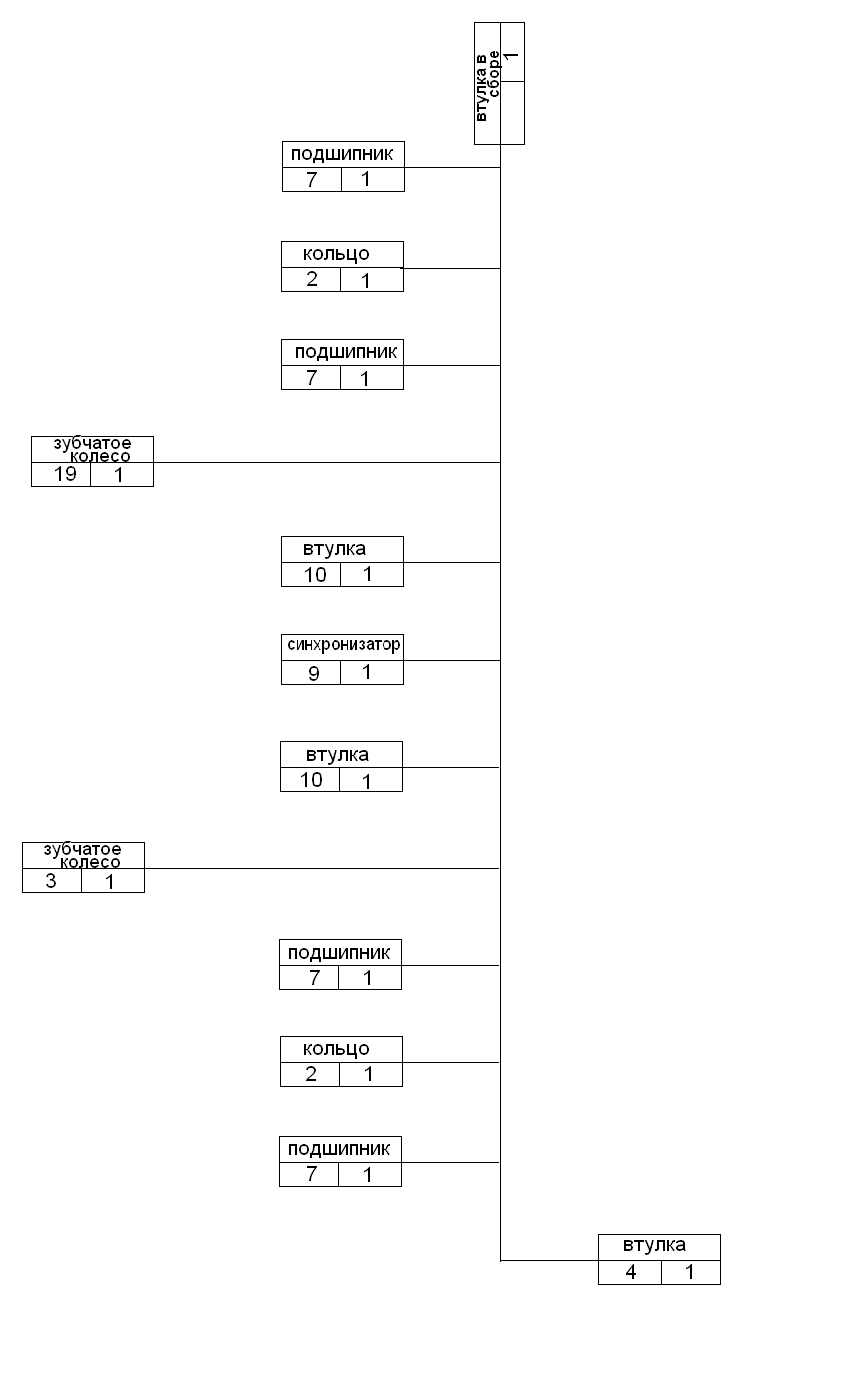 втулка в
сборе
1
подшипник
7 1
кольцо
2 1
подшипник
7 1
зубчатое
колесо
19 1
втулка
10 1
синхронизатор
9 1
втулка
10 1
зубчатое
колесо
3 1
подшипник
7 1
кольцо
2 1
подшипник
7 1
втулка
4 1